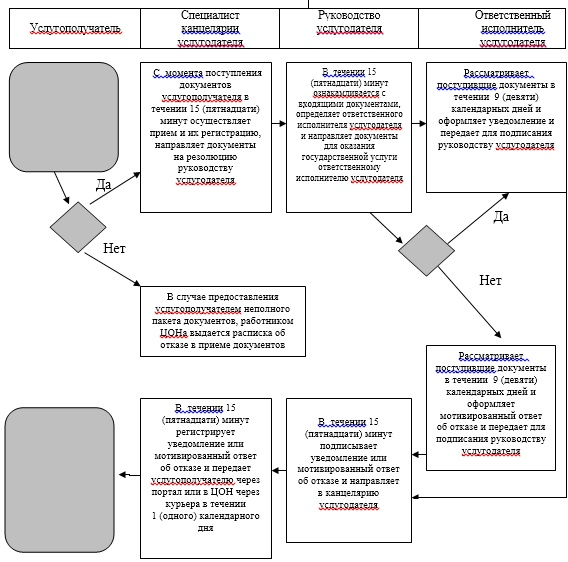 Услугополучатель
Специалист
канцелярии
услугодателя
Руководство
услугодателя
Ответственный
исполнитель
услугодателя
С  момента поступления
документов
услугополучателя в
течении 15 (пятнадцати)
минут осуществляет
прием и их регистрацию,
направляет документы
на резолюцию
руководству
услугодателя
В  течении 15
(пятнадцати) минут
ознакамливается с
входящими документами,
определяет ответственного
исполнителя услугодателя
и направляет документы
для оказания
государственной услуги
ответственному
исполнителю услугодателя
Рассматривает
поступившие документы в
течении  9 (девяти)
календарных дней и
оформляет уведомление и
передает для подписания
руководству услугодателя
Да
Нет
Да
Нет
В случае предоставления
услугополучателем неполного
пакета документов, работником
ЦОНа выдается расписка об
отказе в приеме документов
Рассматривает
поступившие документы
в течении  9 (девяти)
календарных дней и
оформляет
мотивированный ответ
об отказе и передает для
подписания руководству
услугодателя
В  течении 15
(пятнадцати) минут
регистрирует
уведомление или
мотивированный ответ
об отказе и передает
услугополучателю через
портал или в ЦОН через
курьера в течении
1 (одного) календарного
дня
В  течении 15
(пятнадцати) минут
подписывает
уведомление или
мотивированный ответ
об отказе и направляет
в канцелярию
услугодателя